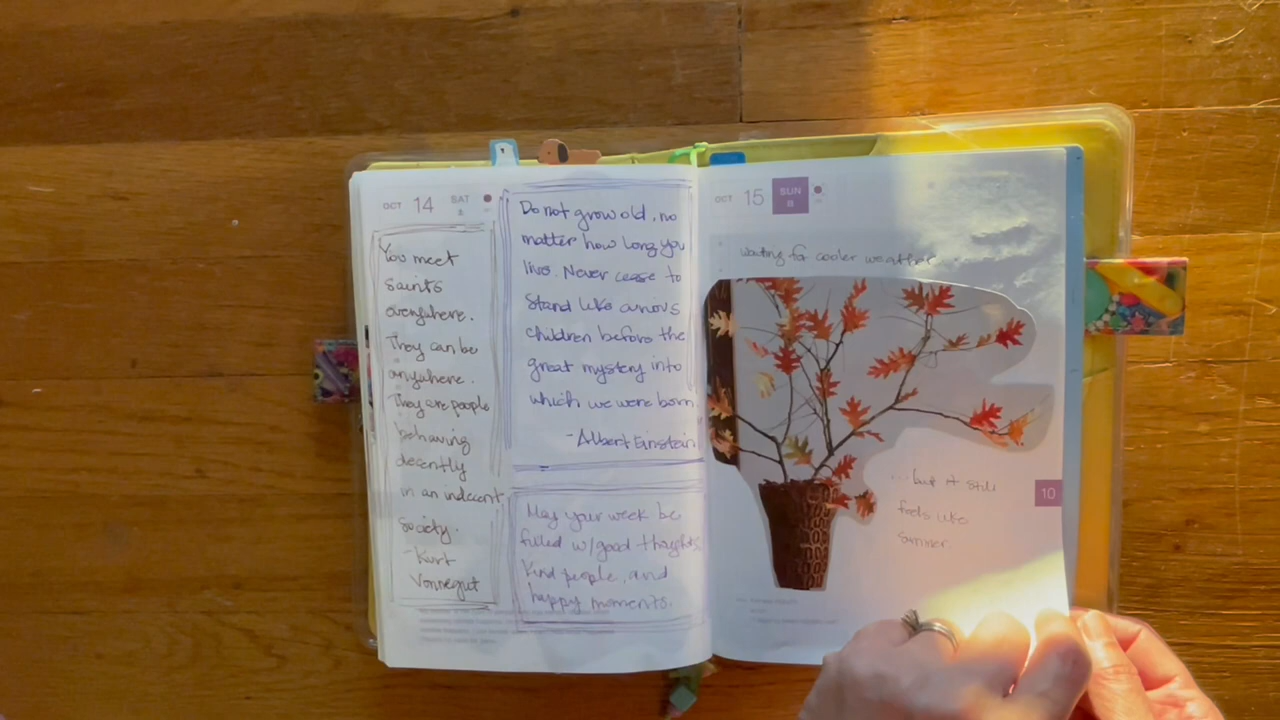 OCT 14 SAT
You meet
saints
everywhere.
They can be
anywhere.
They are people
behaving
decently
in an indecent
society.
-Kurt
Vonnegut
Do not grow old, no
matter how long you
live. Never cease to
stand like curious
children before the
great mystery into
which we were born
-Albert Einstein
May your week be
filled w/good thoughts,
kind people, and
happy moments.
OCT 15 SUN
waiting for cooler weather...
... but it still
feels like
summer
10